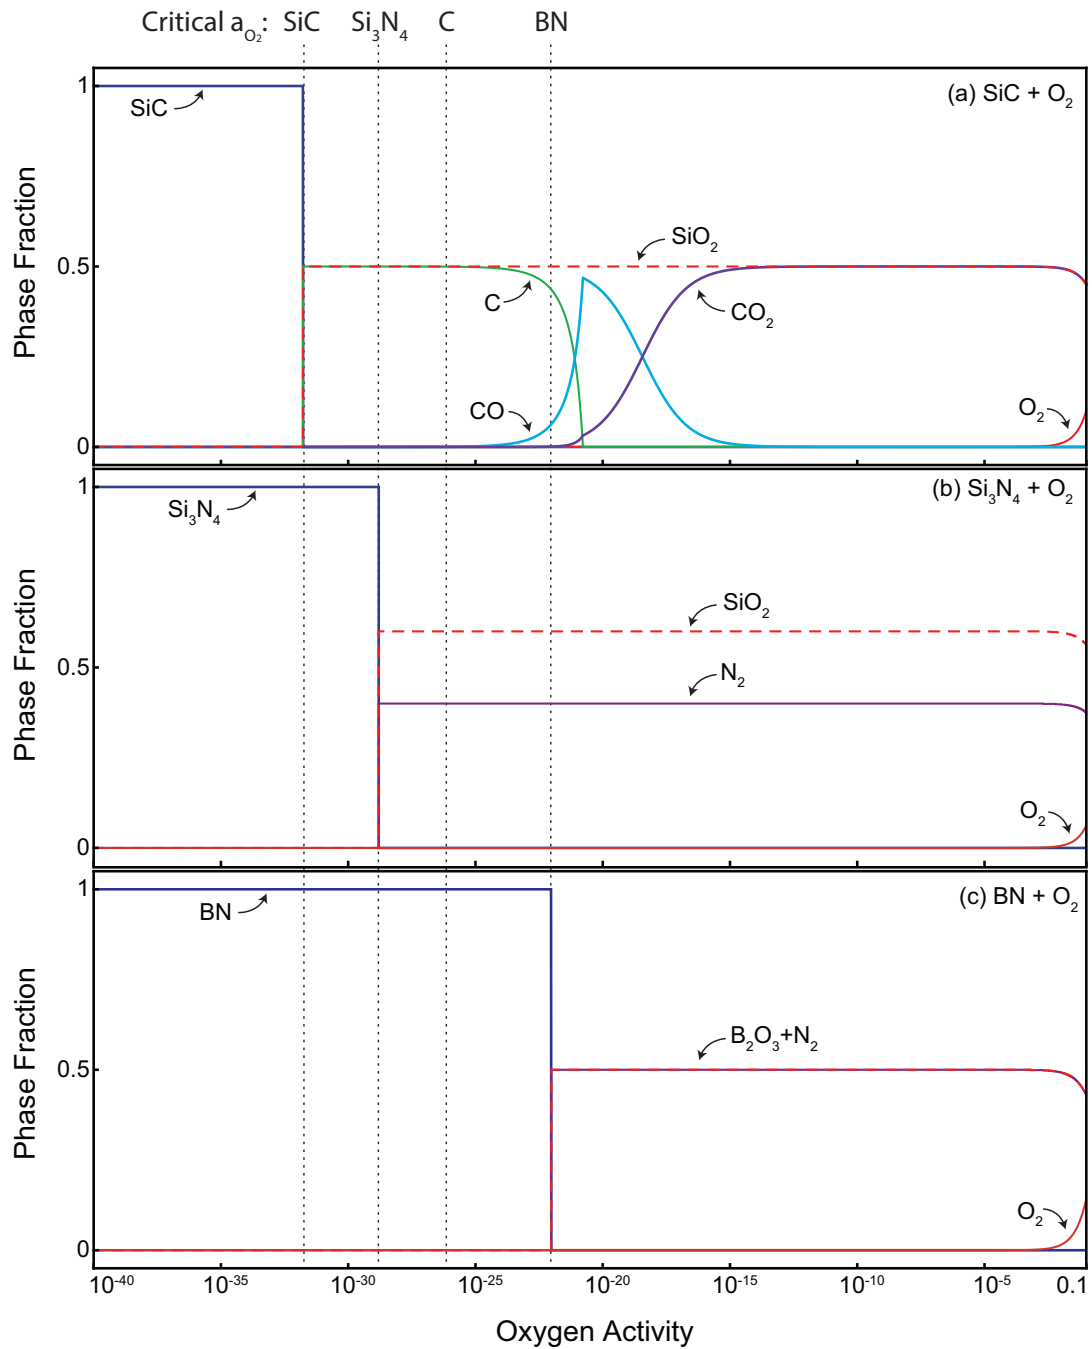 Critical a_O₂: SiC Si₃N₄ C BN
(a) SiC + O₂
1
SiC
SiO₂
0.5
C
CO₂
CO
O₂
0
Phase Fraction
(b) Si₃N₄ + O₂
1
Si₃N₄
SiO₂
0.5
N₂
O₂
0
Phase Fraction
(c) BN + O₂
1
BN
B₂O₃+N₂
0.5
O₂
0
Phase Fraction
10⁻⁴⁰ 10⁻³⁵ 10⁻³⁰ 10⁻²⁵ 10⁻²⁰ 10⁻¹⁵ 10⁻¹⁰ 10⁻⁵ 0.1
Oxygen Activity